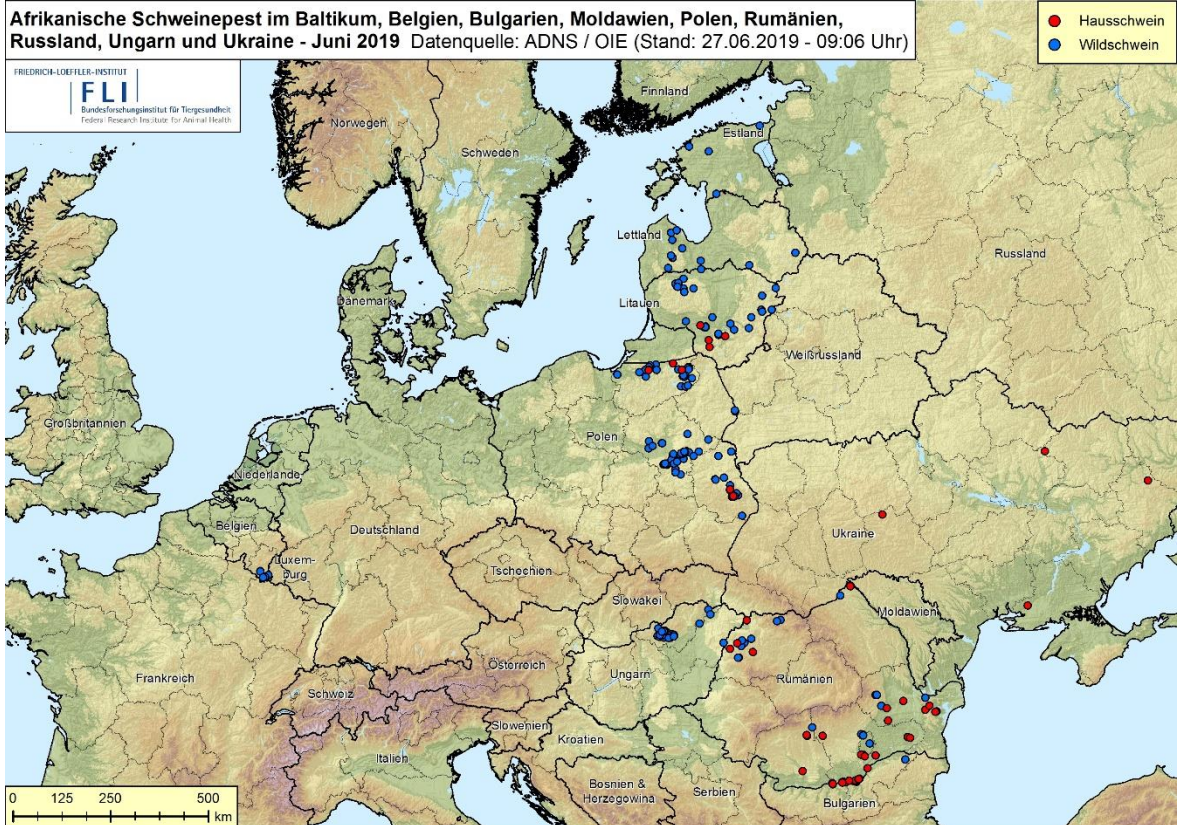 Afrikanische Schweinepest im Baltikum, Belgien, Bulgarien, Moldawien, Polen, Rumänien,
Russland, Ungarn und Ukraine - Juni 2019 Datenquelle: ADNS / OIE (Stand: 27.06.2019 - 09:06 Uhr)
Hausschwein
Wildschwein
FRIEDRICH-LOEFFLER-INSTITUT
FLI
Bundesforschungsinstitut für Tiergesundheit
Federal Research Institute for Animal Health
Finnland
Norwegen
Estland
Schweden
Lettland
Russland
Dänemark
Litauen
Weißrussland
Großbritannien
Polen
Niederlande
Belgien
Deutschland
Ukraine
Luxem-
burg
Tschechien
Slowakei
Moldawien
Österreich
Frankreich
Ungarn
Rumänien
Schweiz
Slowenien
Kroatien
Italien
Bosnien &
Herzegowina
Serbien
Bulgarien
0 125 250 500
km